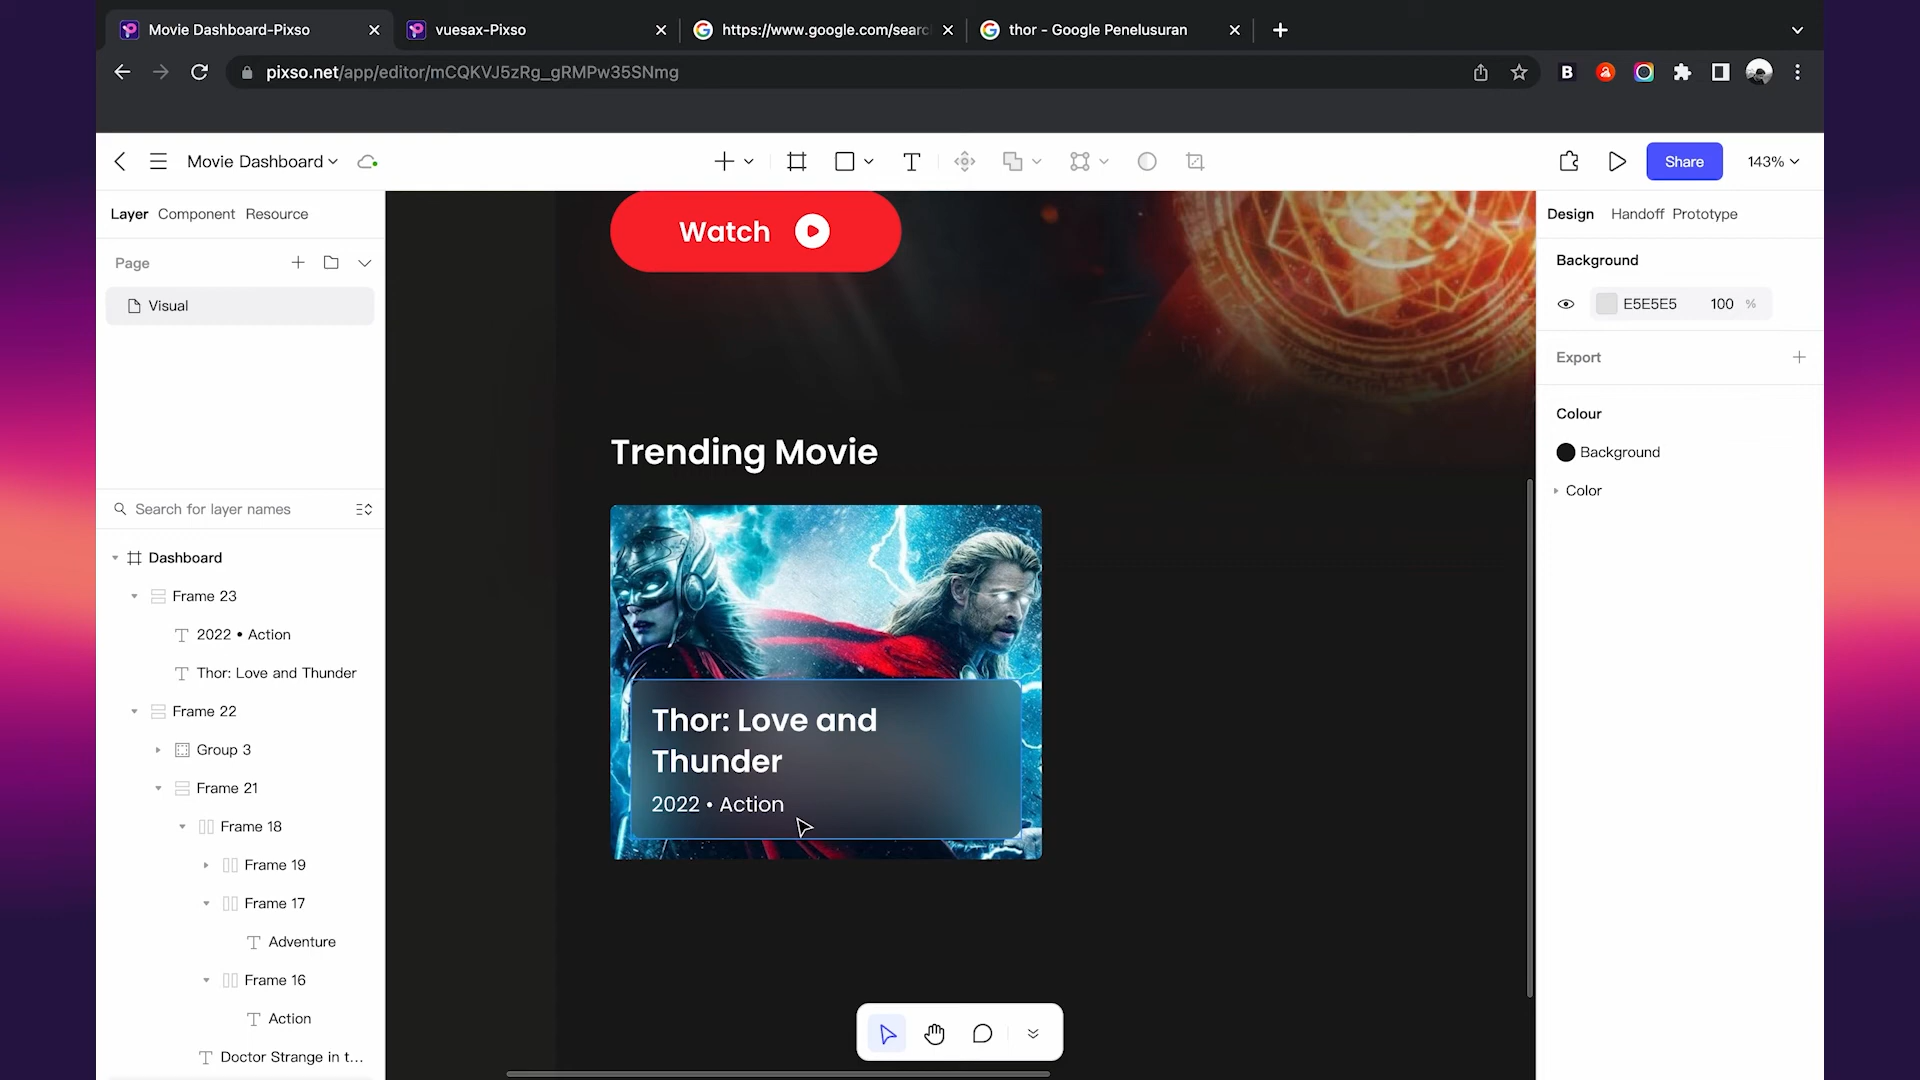 Movie Dashboard-Pixso
vuesax-Pixso
https://www.google.com/searc
thor - Google Penelusuran
pixso.net/app/editor/mCQKVJ5zRg_gRMPw35SNmg
B
Movie Dashboard
Share
143%
Layer
Component
Resource
Design
Handoff
Prototype
Page
Visual
Background
E5E5E5
100
%
Export
Colour
Background
Color
Search for layer names
Dashboard
Frame 23
2022 • Action
Thor: Love and Thunder
Frame 22
Group 3
Frame 21
Frame 18
Frame 19
Frame 17
Adventure
Frame 16
Action
Doctor Strange in t...
Watch
Trending Movie
Thor: Love and
Thunder
2022 • Action